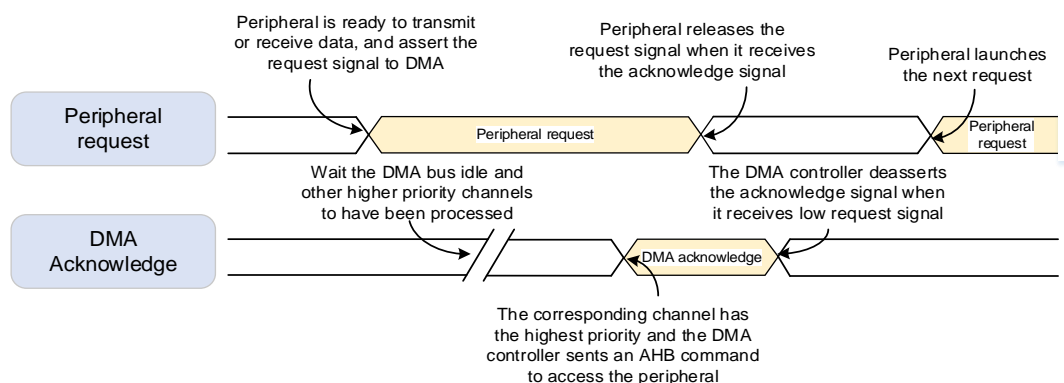 Peripheral is ready to transmit
or receive data, and assert the
request signal to DMA
Peripheral releases the
request signal when it receives
the acknowledge signal
Peripheral launches
the next request
Peripheral
request
Peripheral request
Peripheral
request
Wait the DMA bus idle and
other higher priority channels
to have been processed
The DMA controller deasserts
the acknowledge signal when
it receives low request signal
DMA
Acknowledge
DMA acknowledge
The corresponding channel has
the highest priority and the DMA
controller sents an AHB command
to access the peripheral